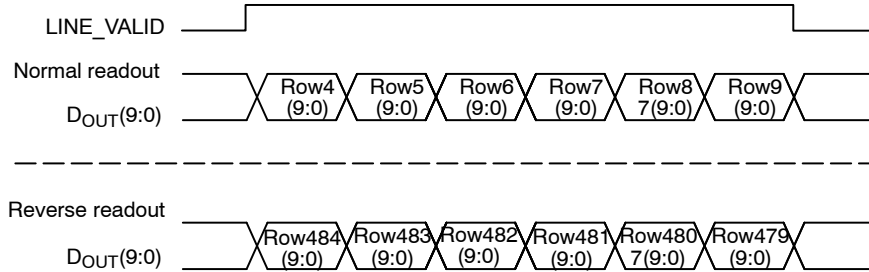 LINE_VALID
Normal readout
Row4 Row5 Row6 Row7 Row8 Row9
(9:0) (9:0) (9:0) (9:0) 7(9:0) (9:0)
DOUT(9:0)
Reverse readout
Row484 Row483 Row482 Row481 Row480 Row479
(9:0) (9:0) (9:0) (9:0) 7(9:0) (9:0)
DOUT(9:0)